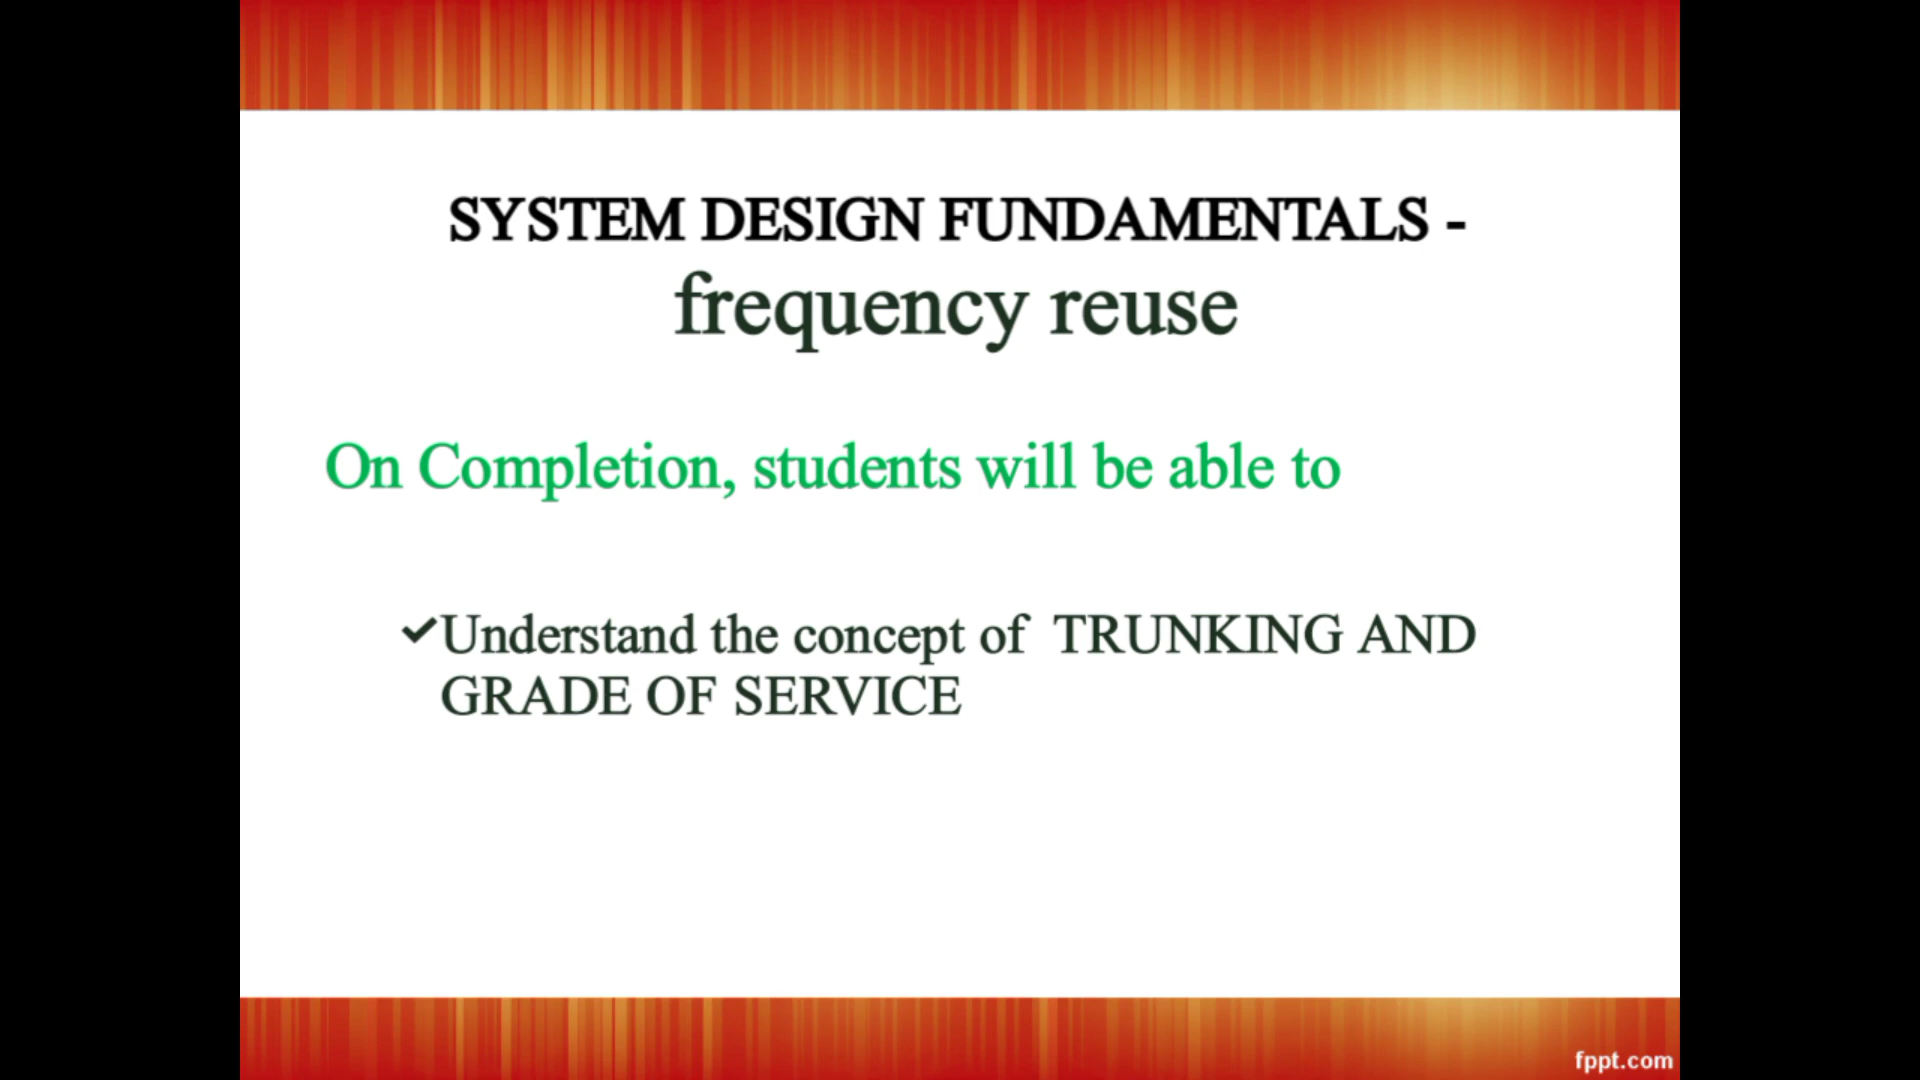 SYSTEM DESIGN FUNDAMENTALS -
frequency reuse
On Completion, students will be able to
✓Understand the concept of  TRUNKING AND
GRADE OF SERVICE
fppt.com